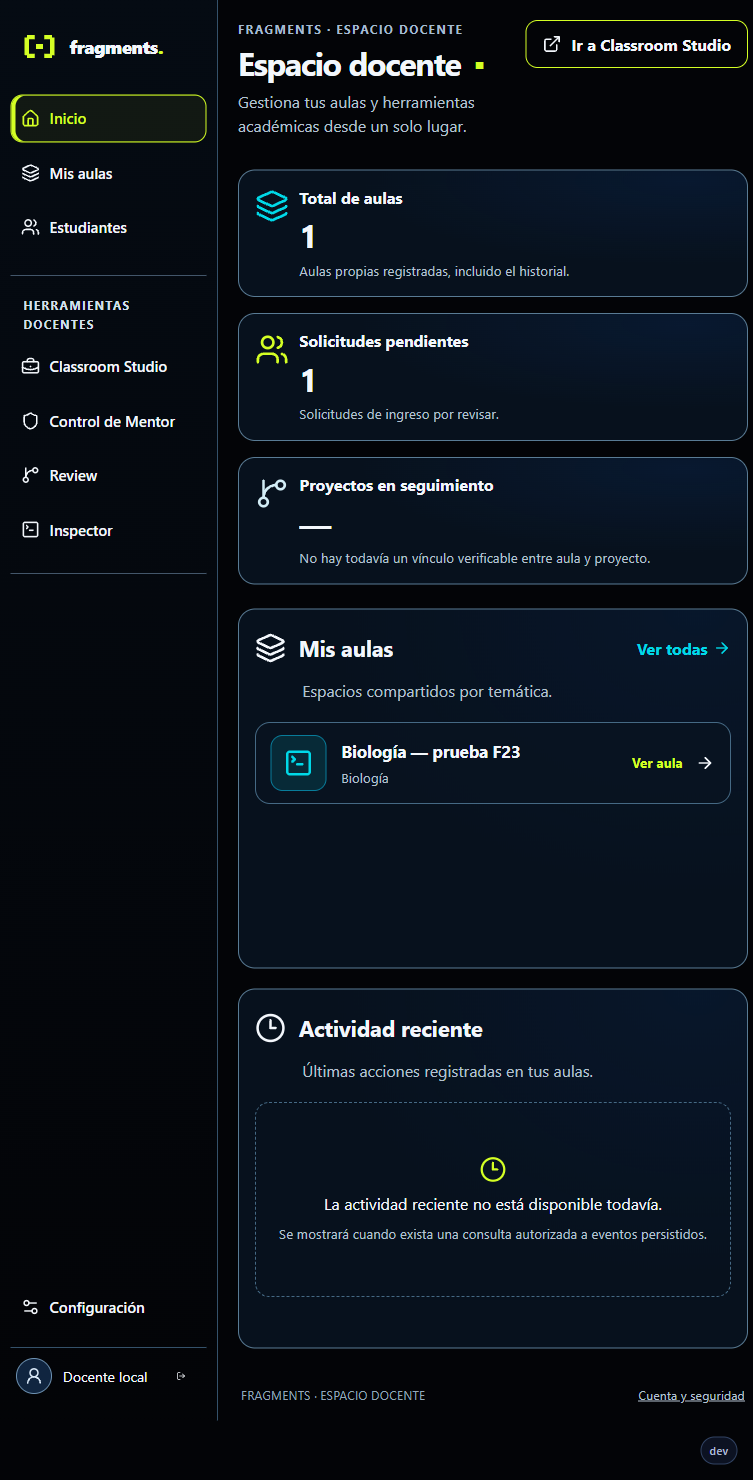 fragments.
Inicio
Mis aulas
Estudiantes
HERRAMIENTAS
DOCENTES
Classroom Studio
Control de Mentor
Review
Inspector
Configuración
Docente local
FRAGMENTS · ESPACIO DOCENTE
Espacio docente
Gestiona tus aulas y herramientas
académicas desde un solo lugar.
Ir a Classroom Studio
Total de aulas
1
Aulas propias registradas, incluido el historial.
Solicitudes pendientes
1
Solicitudes de ingreso por revisar.
Proyectos en seguimiento
—
No hay todavía un vínculo verificable entre aula y proyecto.
Mis aulas
Ver todas →
Espacios compartidos por temática.
Biología — prueba F23
Biología
Ver aula →
Actividad reciente
Últimas acciones registradas en tus aulas.
La actividad reciente no está disponible todavía.
Se mostrará cuando exista una consulta autorizada a eventos persistidos.
FRAGMENTS · ESPACIO DOCENTE
Cuenta y seguridad
dev